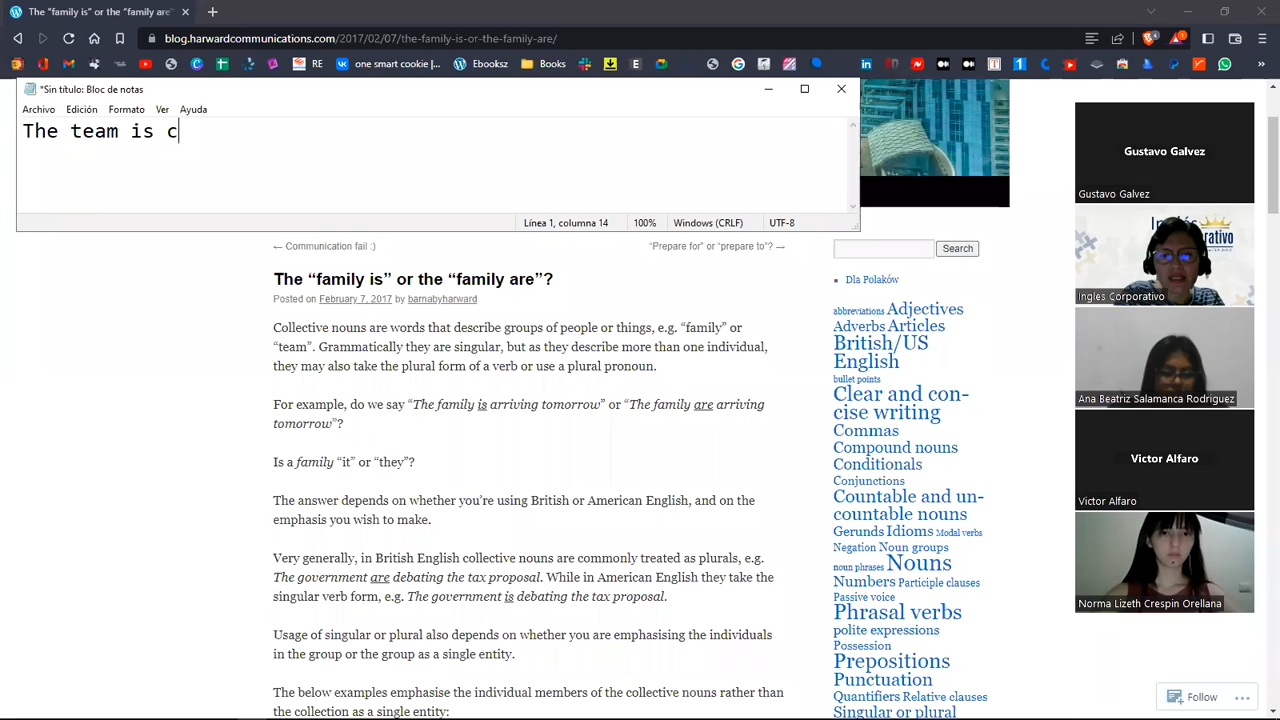 The “family is” or the “family are”
blog.harwardcommunications.com/2017/02/07/the-family-is-or-the-family-are/
4
1
RE
one smart cookie |...
Ebooksz
Books
*Sin título: Bloc de notas
Archivo Edición Formato Ver Ayuda
The team is c
Línea 1, columna 14
100%
Windows (CRLF)
UTF-8
← Communication fail :)
“Prepare for” or “prepare to”? →
The “family is” or the “family are”?
Posted on February 7, 2017 by barnabyharward
Collective nouns are words that describe groups of people or things, e.g. “family” or
“team”. Grammatically they are singular, but as they describe more than one individual,
they may also take the plural form of a verb or use a plural pronoun.
For example, do we say “The family is arriving tomorrow” or “The family are arriving
tomorrow”?
Is a family “it” or “they”?
The answer depends on whether you’re using British or American English, and on the
emphasis you wish to make.
Very generally, in British English collective nouns are commonly treated as plurals, e.g.
The government are debating the tax proposal. While in American English they take the
singular verb form, e.g. The government is debating the tax proposal.
Usage of singular or plural also depends on whether you are emphasising the individuals
in the group or the group as a single entity.
The below examples emphasise the individual members of the collective nouns rather than
the collection as a single entity:
Search
Dla Polaków
abbreviations Adjectives
Adverbs Articles
British/US
English
bullet points
Clear and con-
cise writing
Commas
Compound nouns
Conditionals
Conjunctions
Countable and un-
countable nouns
Gerunds Idioms Modal verbs
Negation Noun groups
noun phrases Nouns
Numbers Participle clauses
Passive voice
Phrasal verbs
polite expressions
Possession
Prepositions
Punctuation
Quantifiers Relative clauses
Singular or plural
Gustavo Galvez
Gustavo Galvez
Ingles Corporativo
Ana Beatriz Salamanca Rodriguez
Victor Alfaro
Victor Alfaro
Norma Lizeth Crespin Orellana
Follow